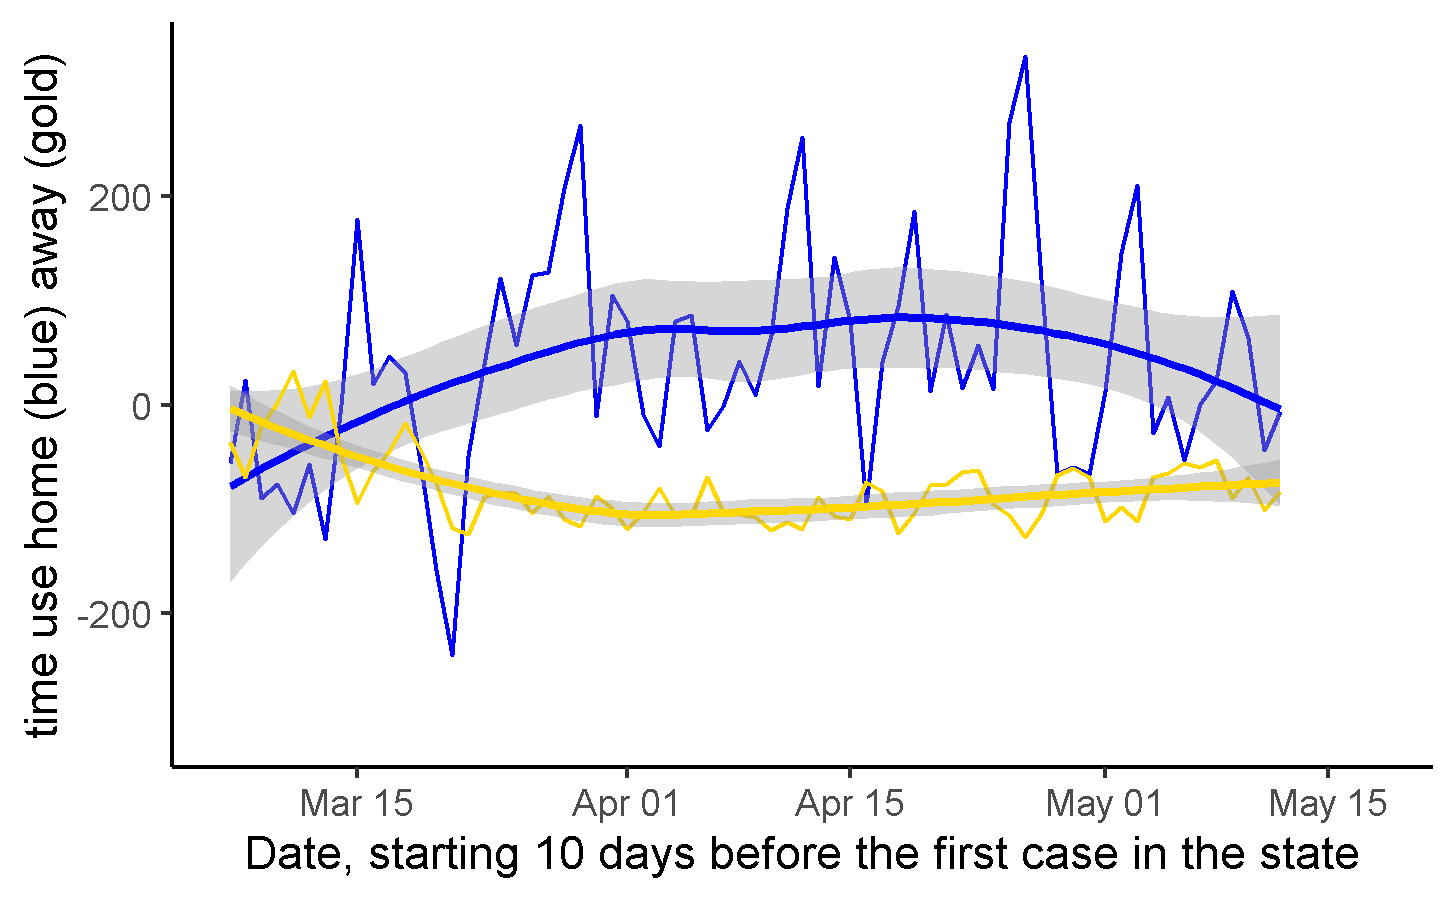 time use home (blue) away (gold)
200
0
-200
Mar 15
Apr 01
Apr 15
May 01
May 15
Date, starting 10 days before the first case in the state